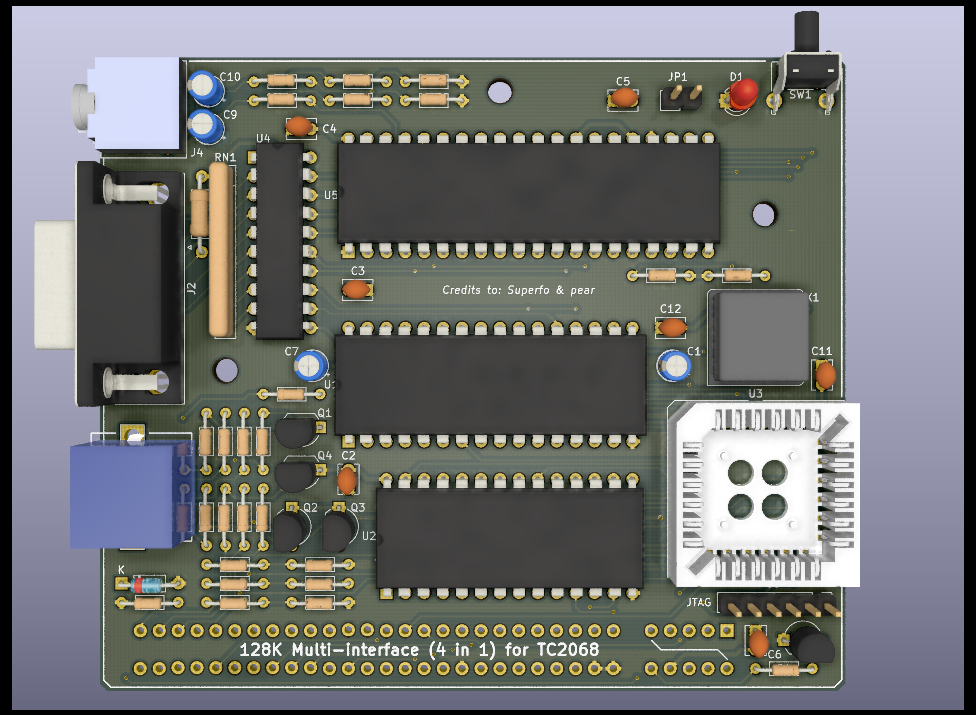 C10
C5
JP1
D1
SW1
C9
C4
U4
J4
RN1
U5
J2
C3
Credits to: Superfo & pear
C12
C7
C1
C11
U3
Q1
Q4
C2
Q2
Q3
U2
K
JTAG
128K Multi-interface (4 in 1) for TC2068
C6